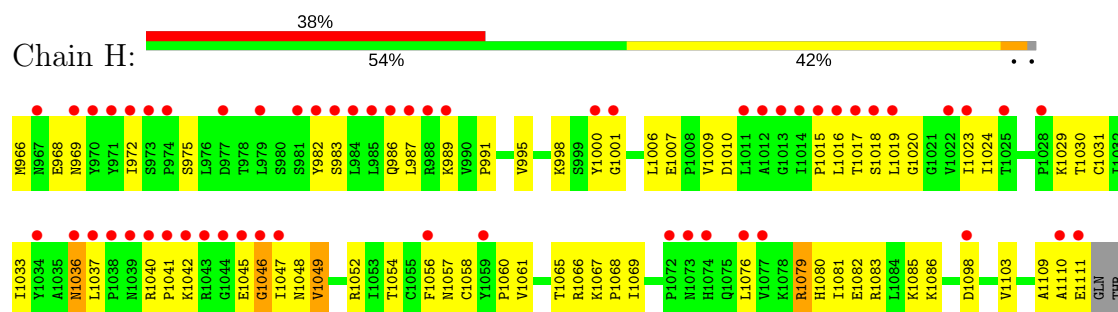 38%
Chain H:
54% 42% • •
M966 N967 E968 N969 Y970 Y971 I972 S973 P974 S975 L976 D977 T978 L979 S980 S981 Y982 S983 L984 L985 Q986 L987 R988 K989 V990 P991 V995 K998 S999 Y1000 G1001 L1006 E1007 P1008 V1009 D1010 L1011 A1012 G1013 I1014 P1015 L1016 T1017 S1018 L1019 G1020 G1021 V1022 I1023 I1024 T1025 P1028 K1029 T1030 C1031 I1032
I1033 Y1034 A1035 N1036 L1037 P1038 N1039 R1040 P1041 K1042 R1043 G1044 E1045 G1046 I1047 N1048 V1049 R1052 I1053 T1054 C1055 F1056 N1057 C1058 Y1059 P1060 V1061 T1065 R1066 K1067 P1068 I1069 P1072 N1073 H1074 Q1075 L1076 V1077 K1078 R1079 H1080 I1081 E1082 R1083 L1084 K1085 K1086 D1098 V1103 A1109 A1110 E1111 GLN THR